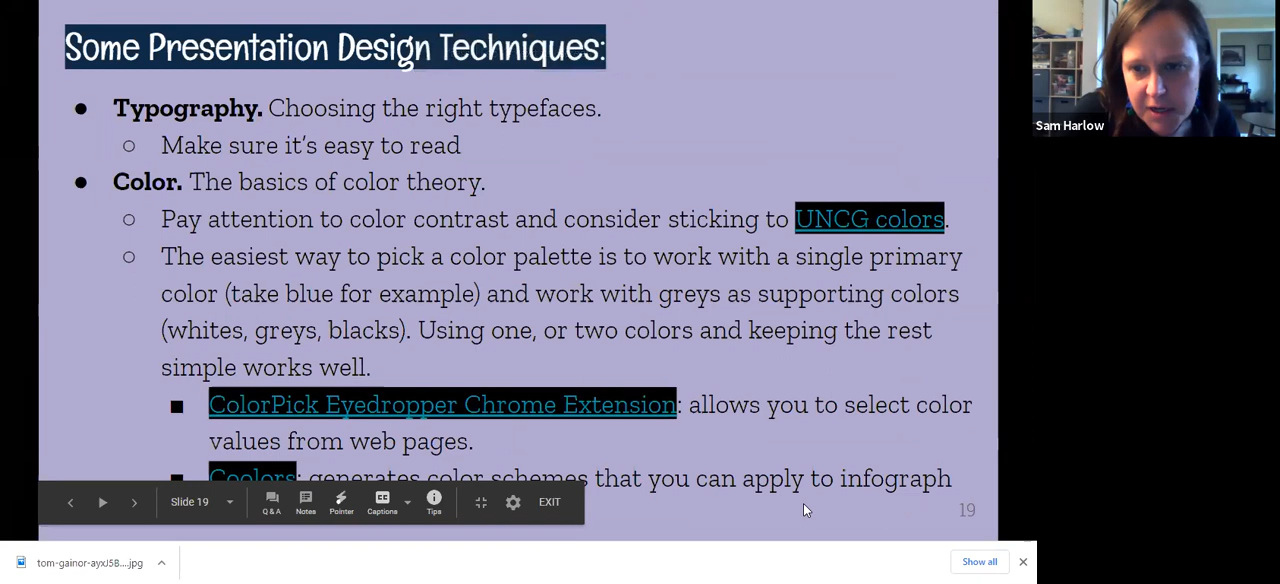 Some Presentation Design Techniques:
● Typography. Choosing the right typefaces.
○ Make sure it's easy to read
● Color. The basics of color theory.
○ Pay attention to color contrast and consider sticking to UNCG colors.
○ The easiest way to pick a color palette is to work with a single primary
color (take blue for example) and work with greys as supporting colors
(whites, greys, blacks). Using one, or two colors and keeping the rest
simple works well.
■ ColorPick Eyedropper Chrome Extension: allows you to select color
values from web pages.
■ Coolors: generates color schemes that you can apply to infograph
Slide 19
Q & A
Notes
Pointer
Captions
Tips
EXIT
19
Sam Harlow
tom-gainor-ayxJ5B....jpg
Show all